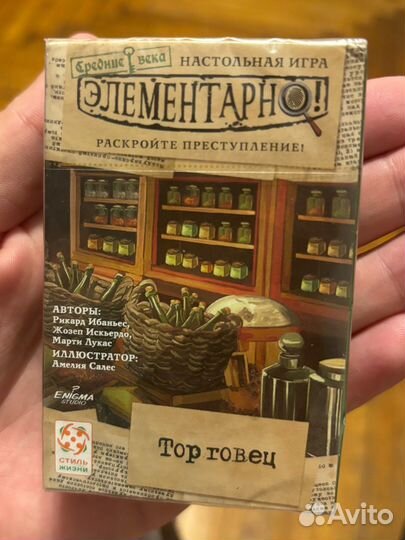 Средние века
НАСТОЛЬНАЯ ИГРА
ЭЛЕМЕНТАРНО!
РАСКРОЙТЕ ПРЕСТУПЛЕНИЕ!
АВТОРЫ:
Рикард Ибаньес,
Жозеп Искьердо,
Марти Лукас
ИЛЛЮСТРАТОР:
Амелия Салес
ENIGMA
STUDIO
СТИЛЬ
ЖИЗНИ
Торговец
Avito